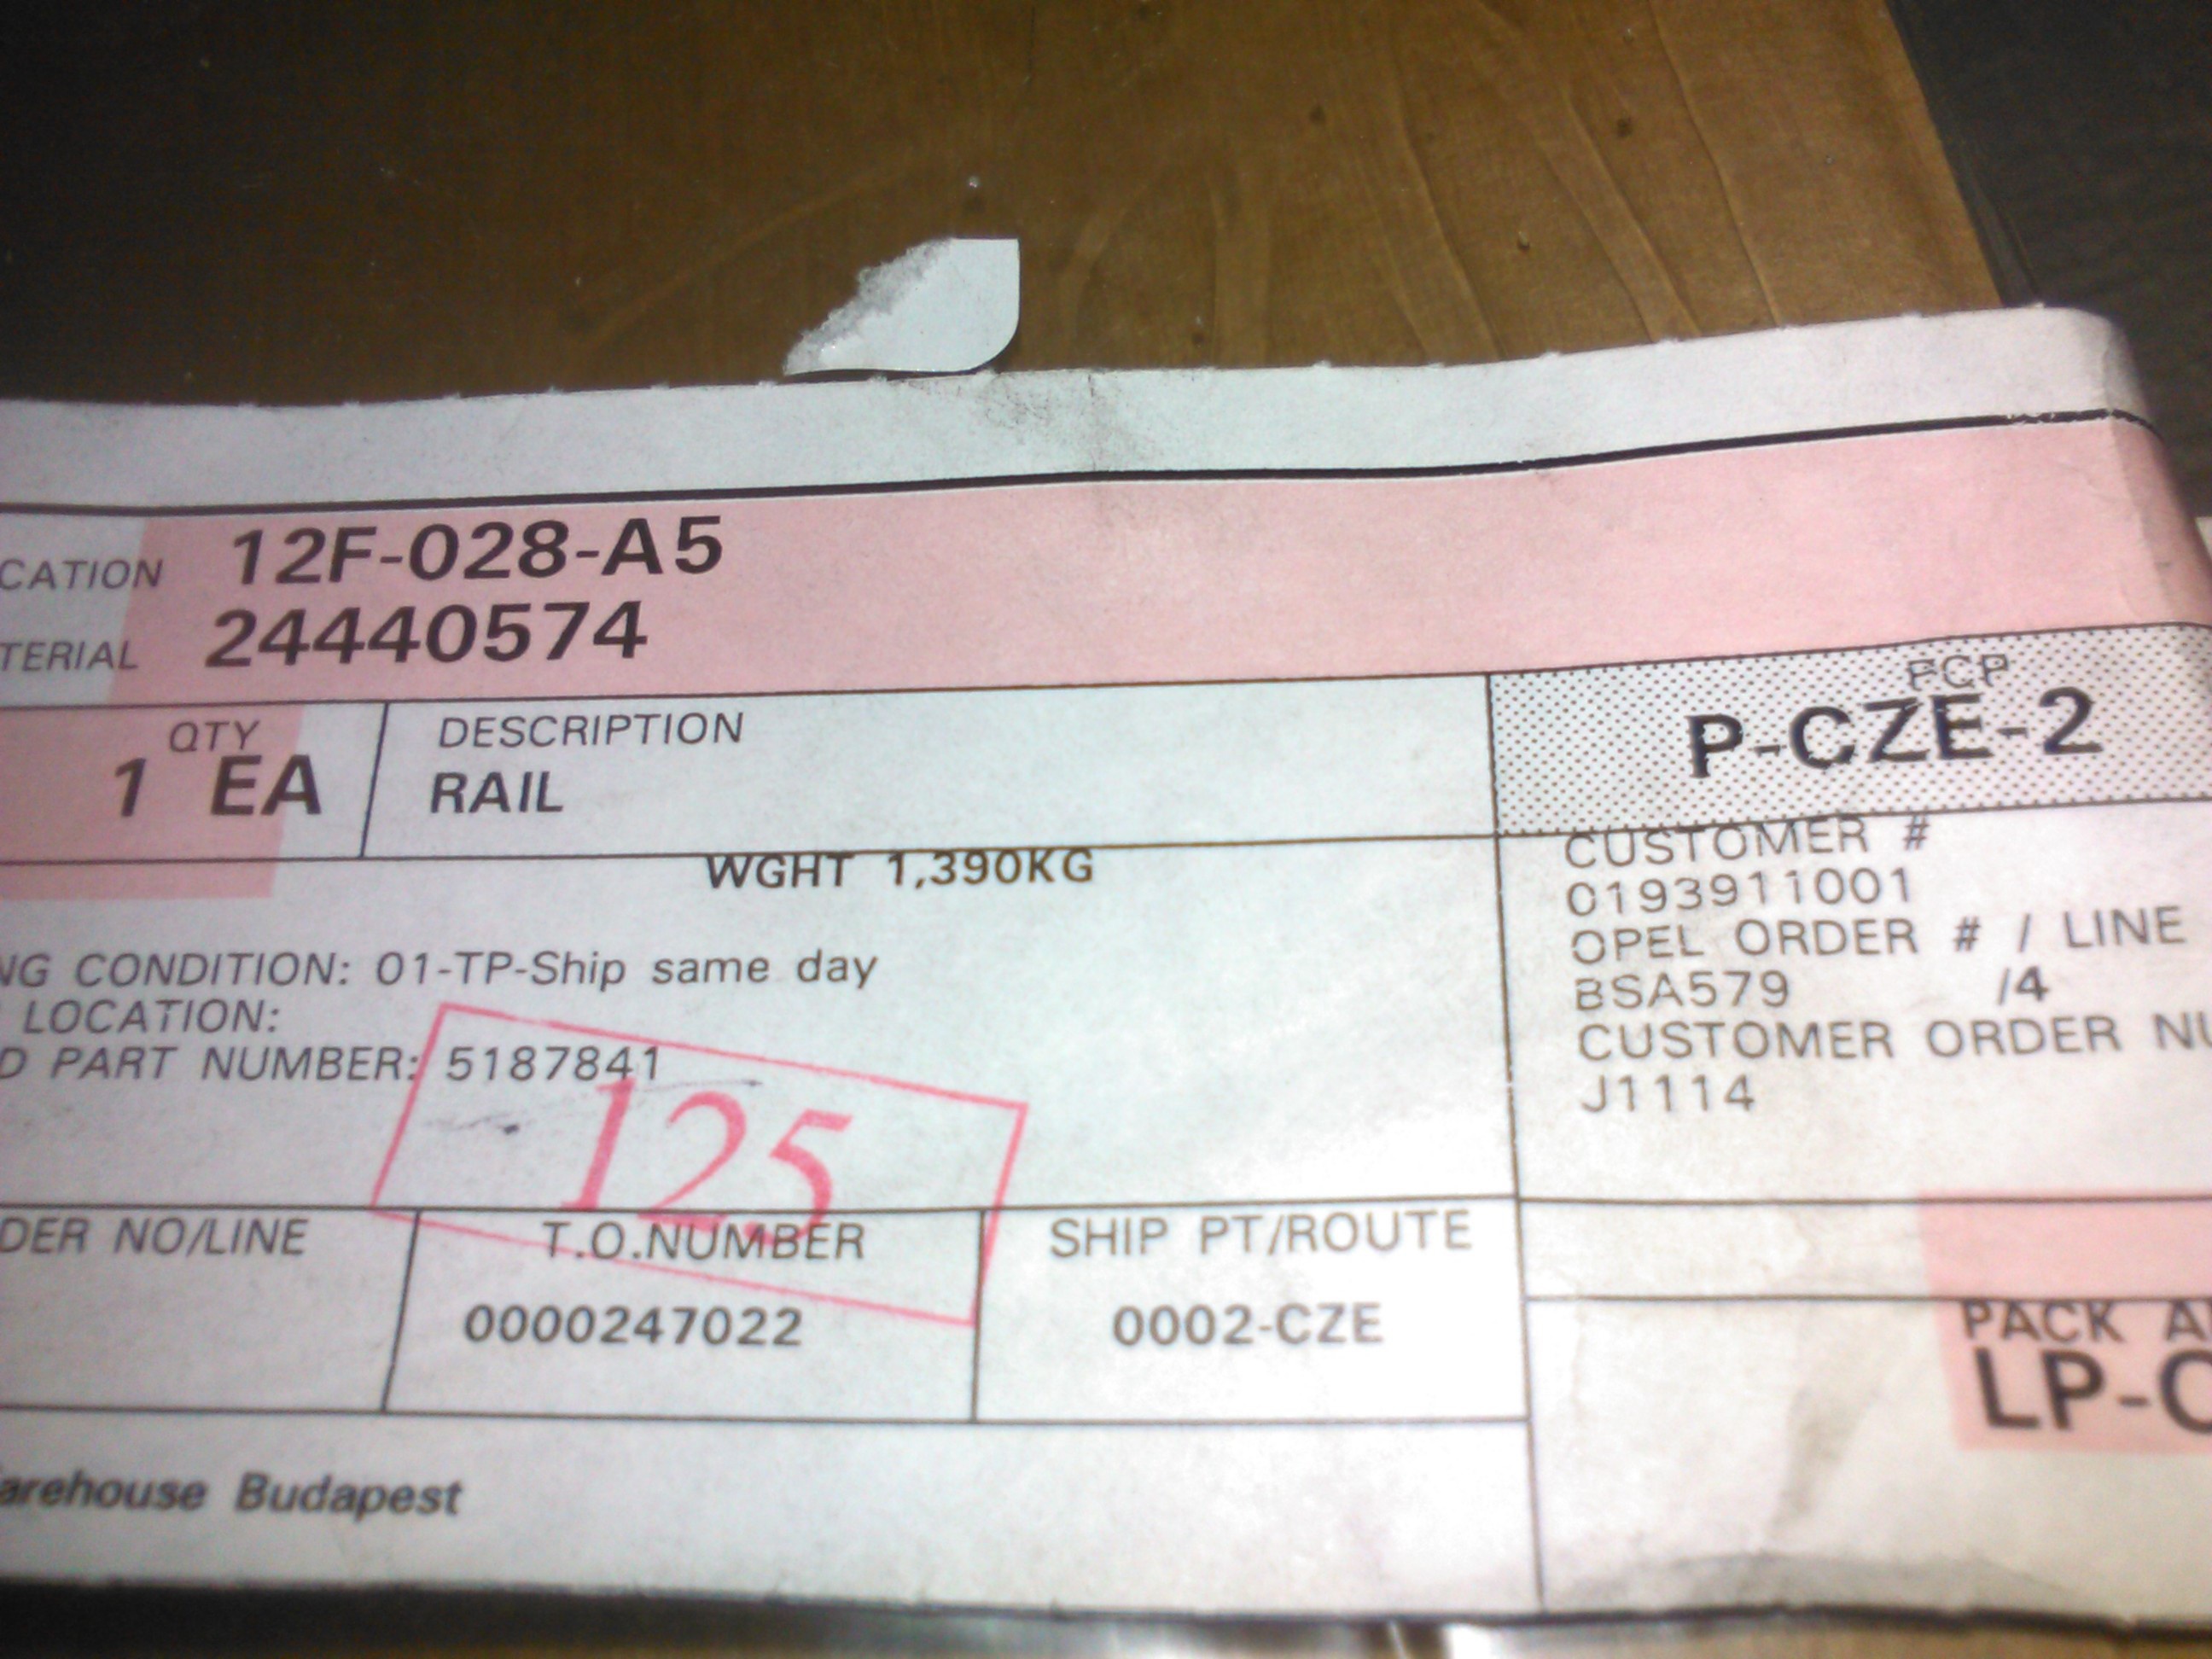 CATION 12F-028-A5
TERIAL 24440574
QTY
1 EA
DESCRIPTION
RAIL
FCP
P-CZE-2
WGHT 1,390KG
CUSTOMER #
0193911001
OPEL ORDER # / LINE
BSA579 /4
CUSTOMER ORDER NU
J1114
NG CONDITION: 01-TP-Ship same day
LOCATION:
D PART NUMBER: 5187841
125
DER NO/LINE
T.O.NUMBER
0000247022
SHIP PT/ROUTE
0002-CZE
PACK A
LP-C
arehouse Budapest